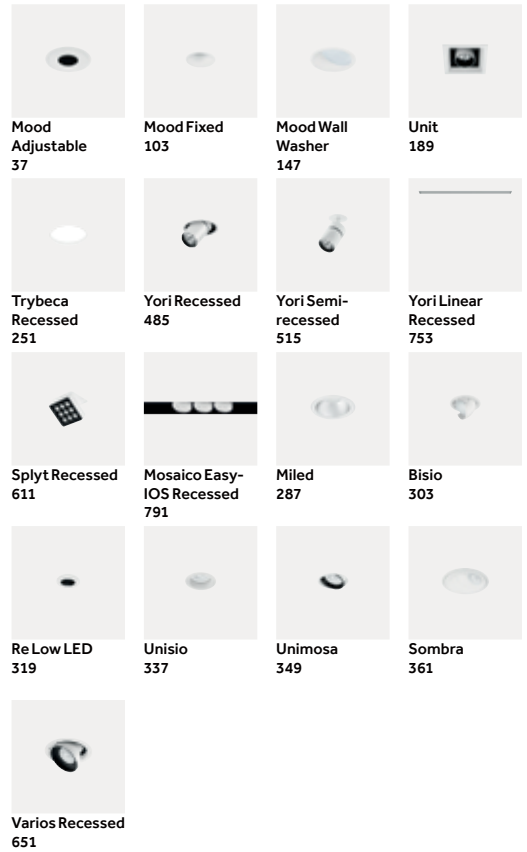 Mood
Adjustable
37
Mood Fixed
103
Mood Wall
Washer
147
Unit
189
Trybeca
Recessed
251
Yori Recessed
485
Yori Semi-
recessed
515
Yori Linear
Recessed
753
Splyt Recessed
611
Mosaico Easy-
IOS Recessed
791
Miled
287
Bisio
303
Re Low LED
319
Unisio
337
Unimosa
349
Sombra
361
Varios Recessed
651